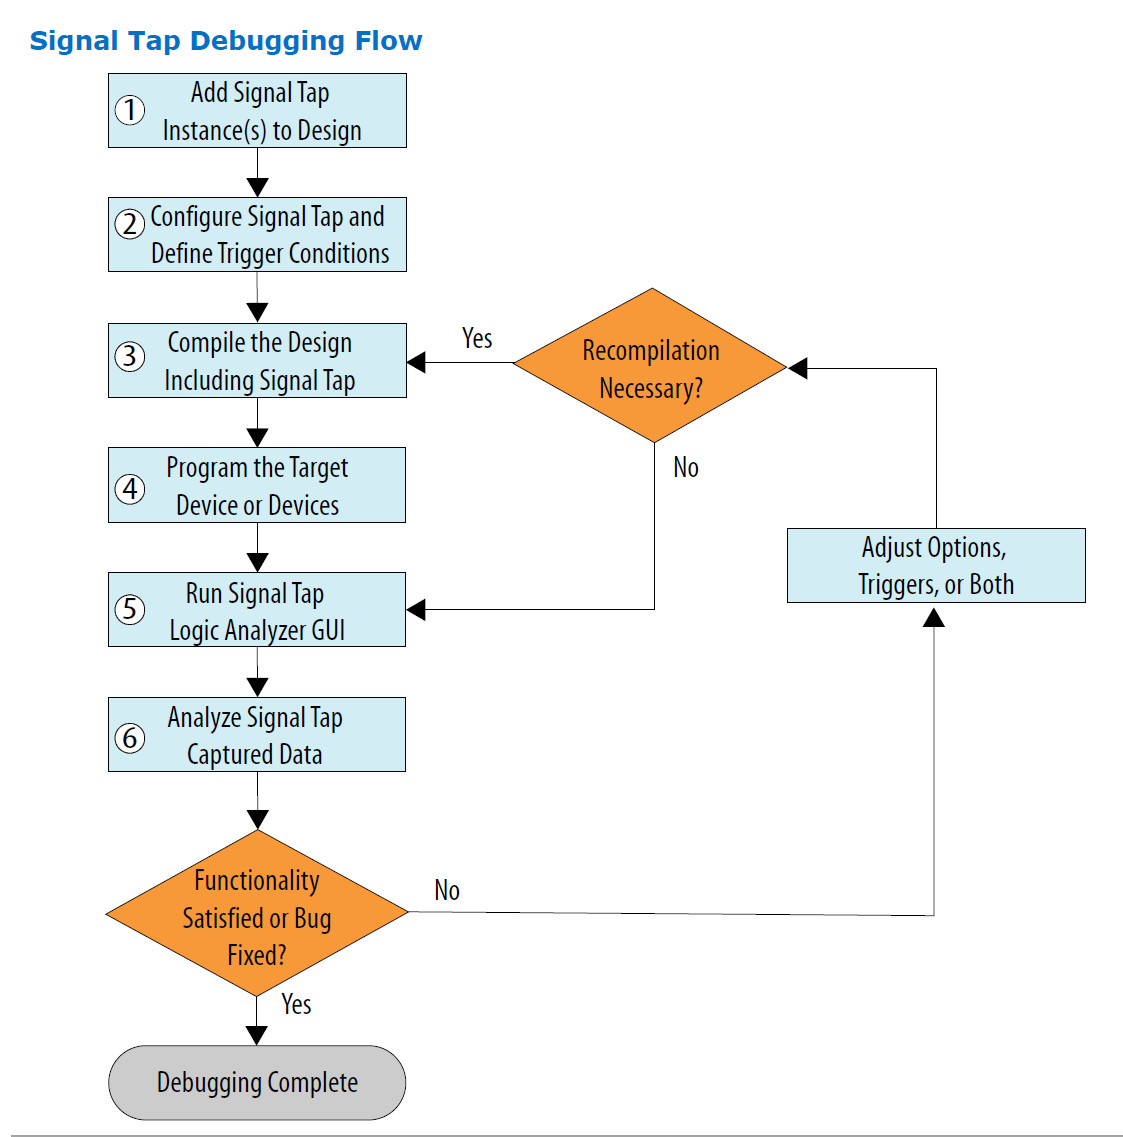 Signal Tap Debugging Flow
1
Add Signal Tap
Instance(s) to Design
2
Configure Signal Tap and
Define Trigger Conditions
3
Compile the Design
Including Signal Tap
Yes
Recompilation
Necessary?
No
4
Program the Target
Device or Devices
Adjust Options,
Triggers, or Both
5
Run Signal Tap
Logic Analyzer GUI
6
Analyze Signal Tap
Captured Data
Functionality
Satisfied or Bug
Fixed?
No
Yes
Debugging Complete